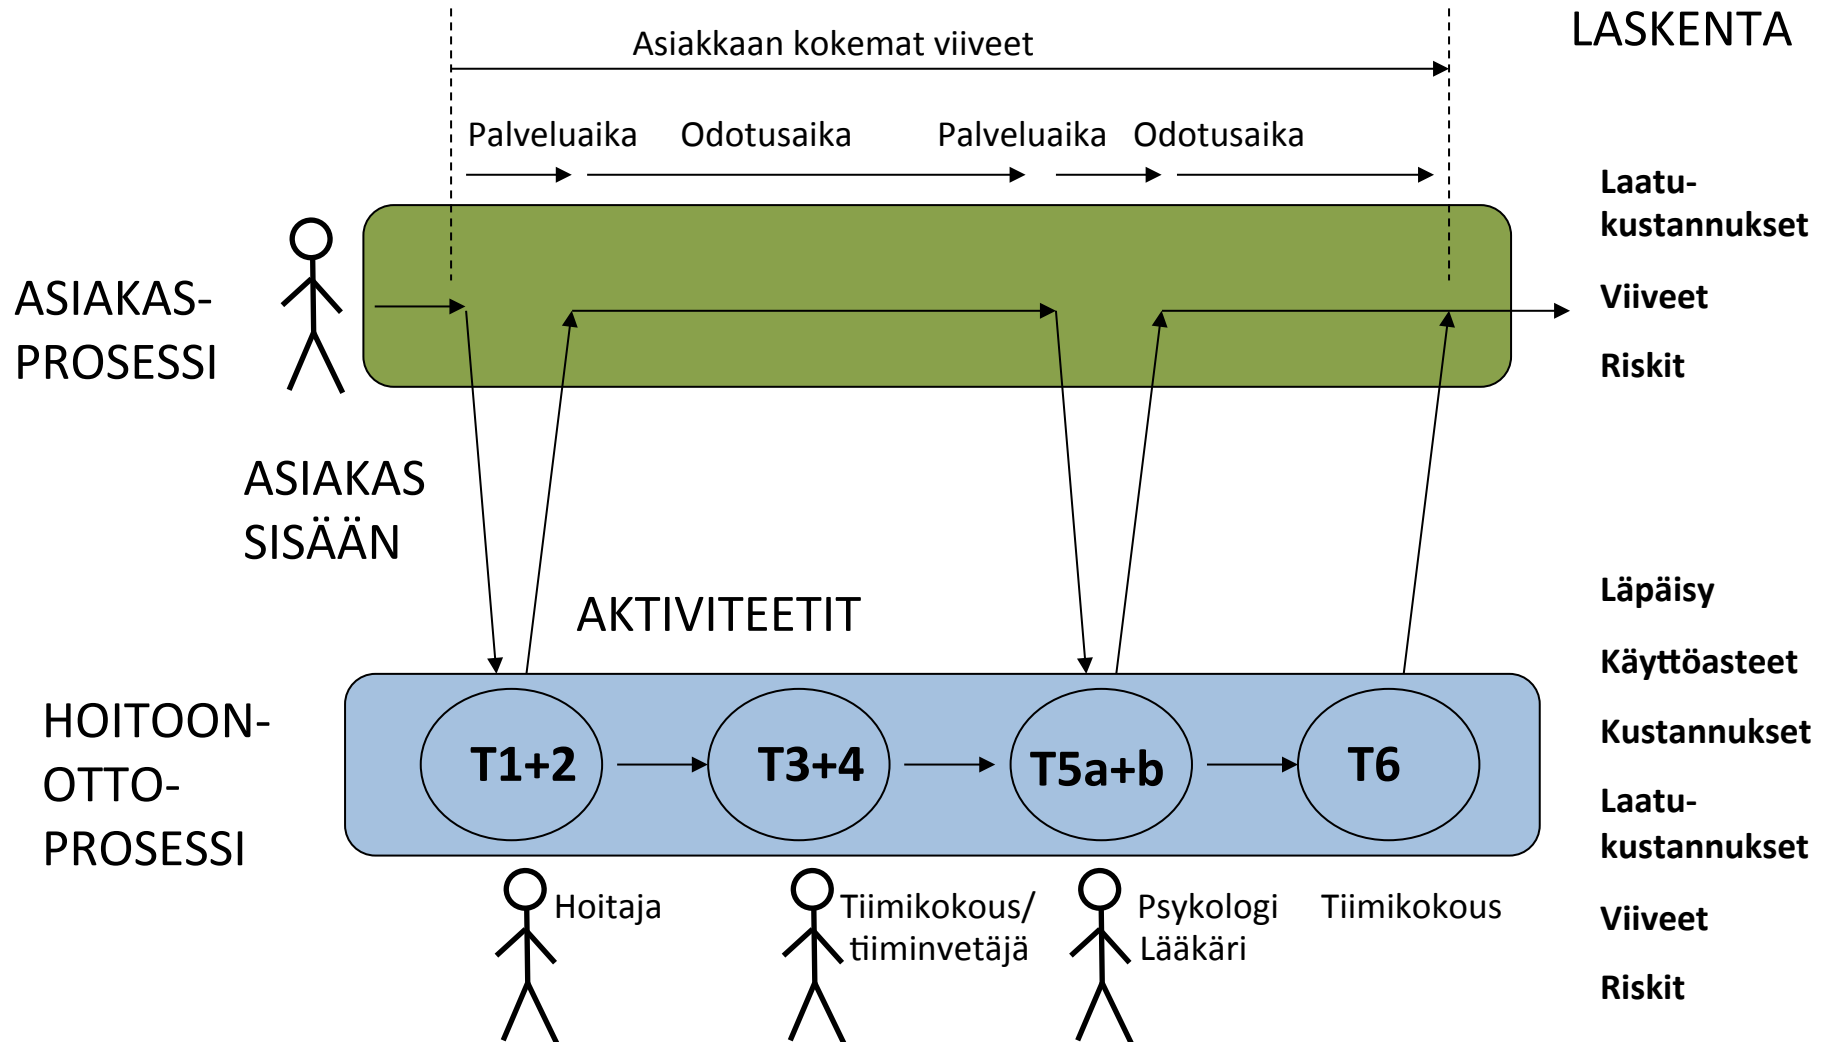 LASKENTA
Asiakkaan kokemat viiveet
Palveluaika
Odotusaika
Palveluaika
Odotusaika
Laatu-
kustannukset
Viiveet
Riskit
ASIAKAS-
PROSESSI
ASIAKAS
SISÄÄN
AKTIVITEETIT
Läpäisy
Käyttöasteet
Kustannukset
Laatu-
kustannukset
Viiveet
Riskit
HOITOON-
OTTO-
PROSESSI
T1+2
T3+4
T5a+b
T6
Hoitaja
Tiimikokous/
tiiminvetäjä
Psykologi
Lääkäri
Tiimikokous